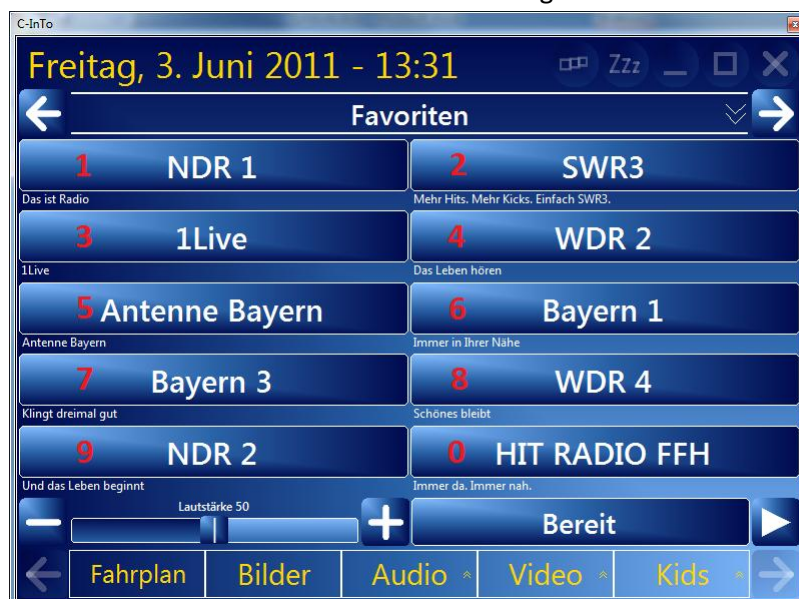 C-InTo
Freitag, 3. Juni 2011 - 13:31
Zzz
Favoriten
1 NDR 1
2 SWR3
Das ist Radio
Mehr Hits. Mehr Kicks. Einfach SWR3.
3 1Live
4 WDR 2
1Live
Das Leben hören
5 Antenne Bayern
6 Bayern 1
Antenne Bayern
Immer in Ihrer Nähe
7 Bayern 3
8 WDR 4
Klingt dreimal gut
Schönes bleibt
9 NDR 2
0 HIT RADIO FFH
Und das Leben beginnt
Immer da. Immer nah.
Lautstärke 50
Bereit
Fahrplan
Bilder
Audio
Video
Kids